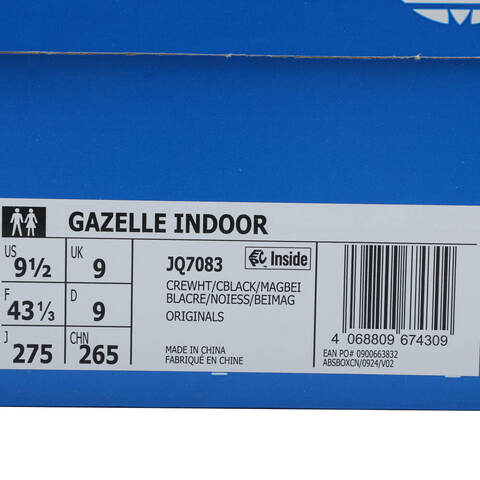 GAZELLE INDOOR
US 9½ UK 9
F 43⅓ D 9
J 275 CHN 265
JQ7083 Inside
CREWHT/CBLACK/MAGBEI
BLACRE/NOIESS/BEIMAG
ORIGINALS
MADE IN CHINA
FABRIQUÉ EN CHINE
4 068809 674309
EAN PO# 0900663832
ABSBOXCN/0924/V02